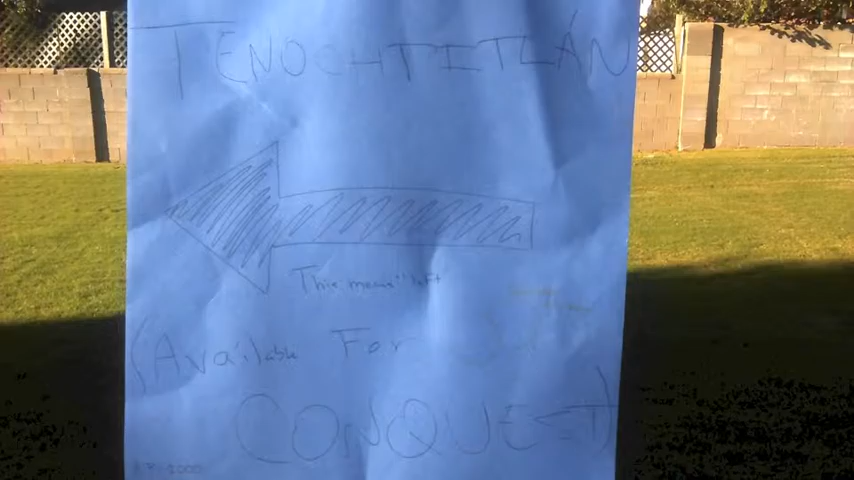 TENOCHTITLÁN
This means left
(Available For
CONQUEST)